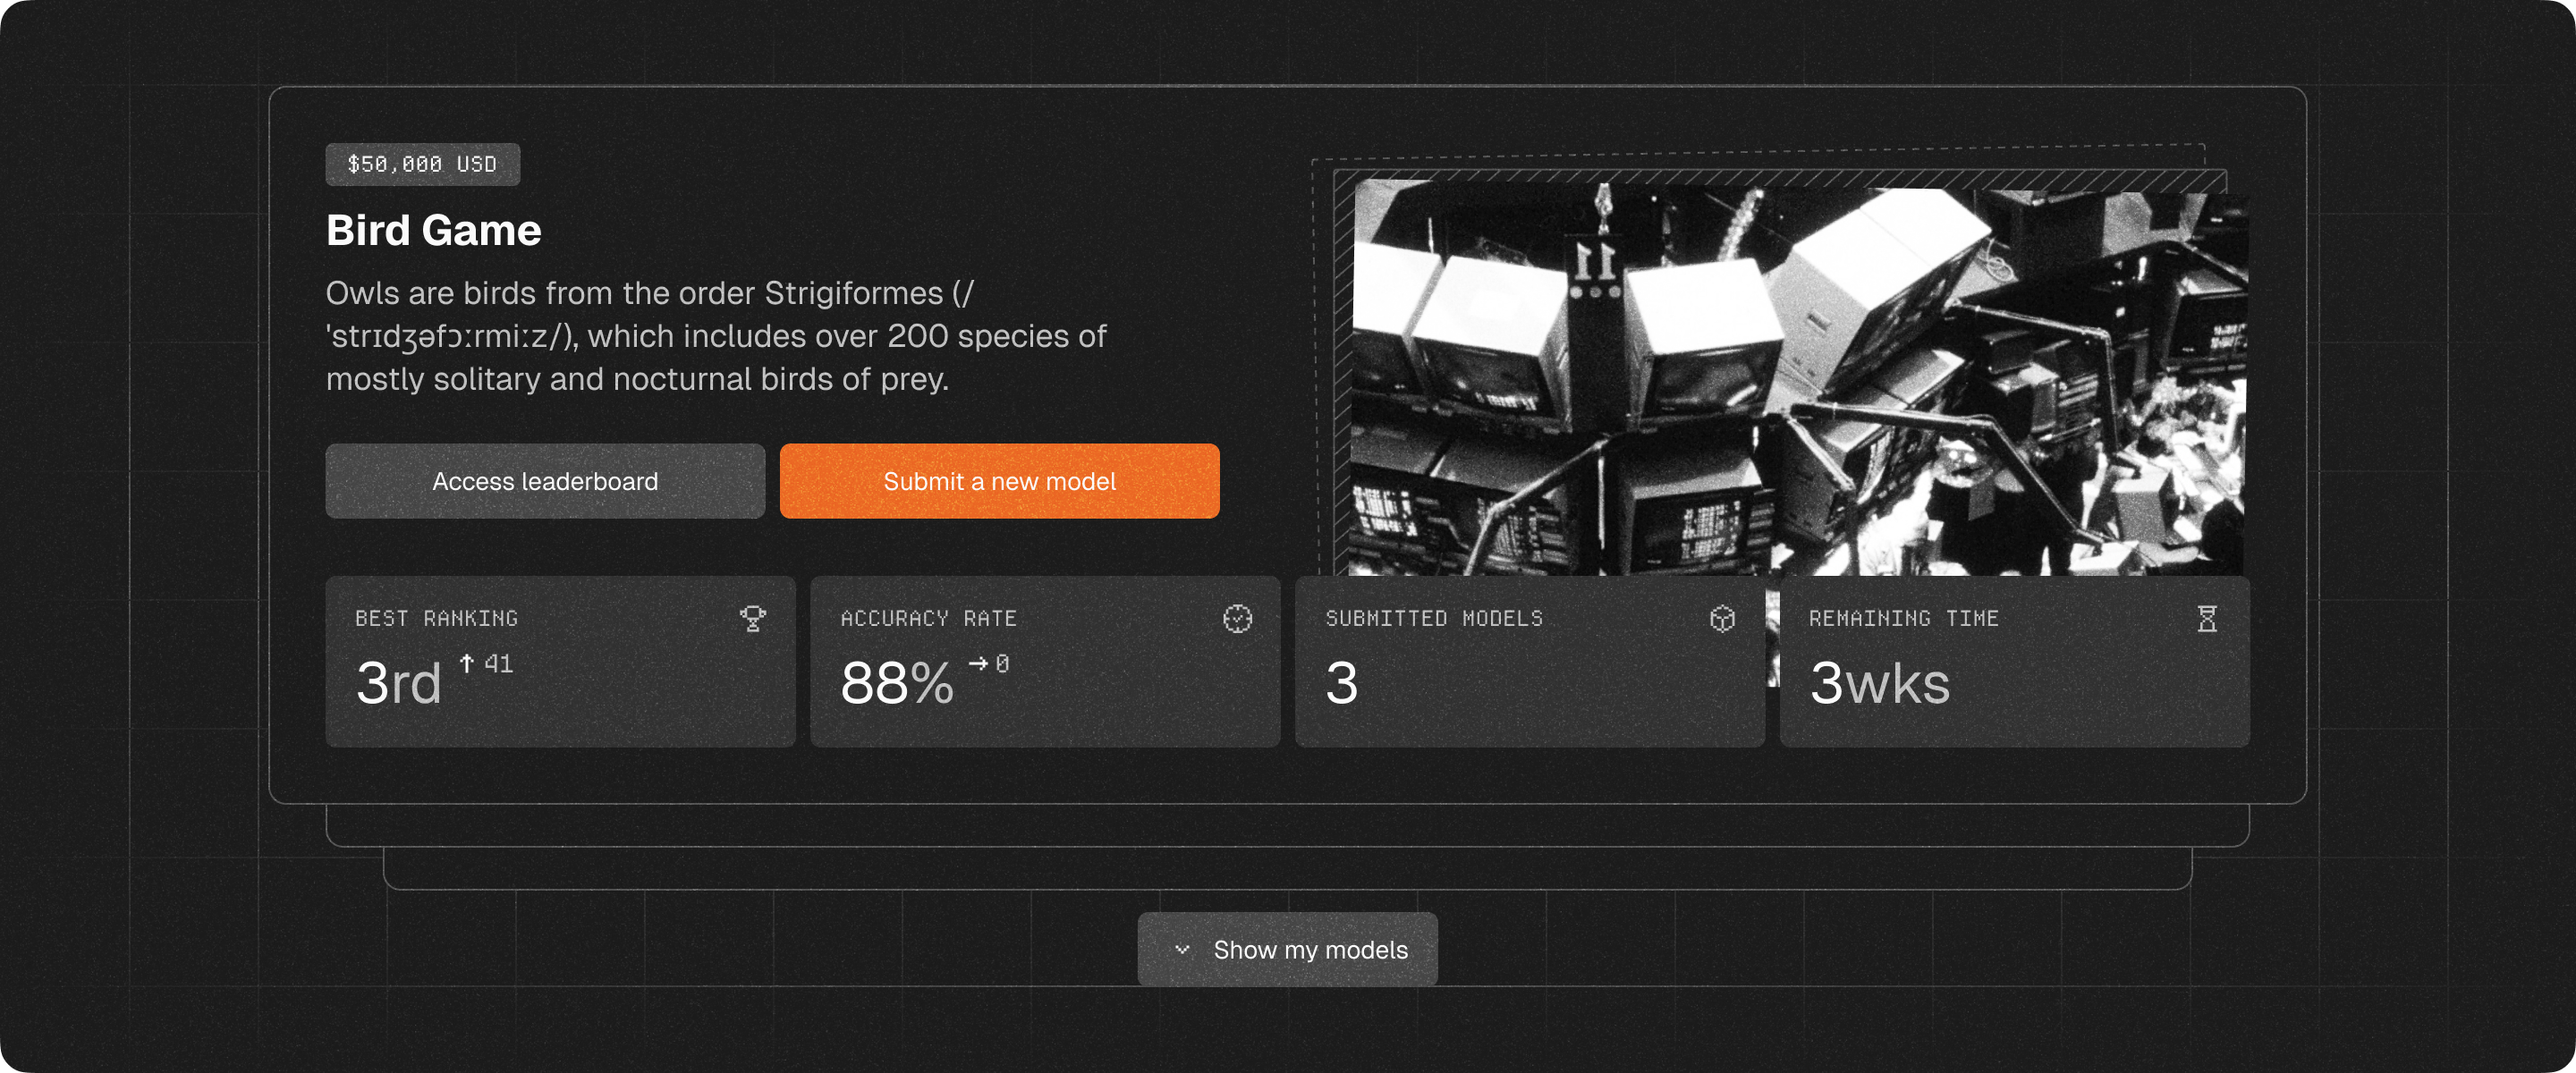 $50,000 USD
Bird Game
Owls are birds from the order Strigiformes (/
ˈstrɪdʒəfɔːrmiːz/), which includes over 200 species of
mostly solitary and nocturnal birds of prey.
Access leaderboard
Submit a new model
11
BEST RANKING
3rd ↑ 41
ACCURACY RATE
88% → 0
SUBMITTED MODELS
3
REMAINING TIME
3wks
Show my models